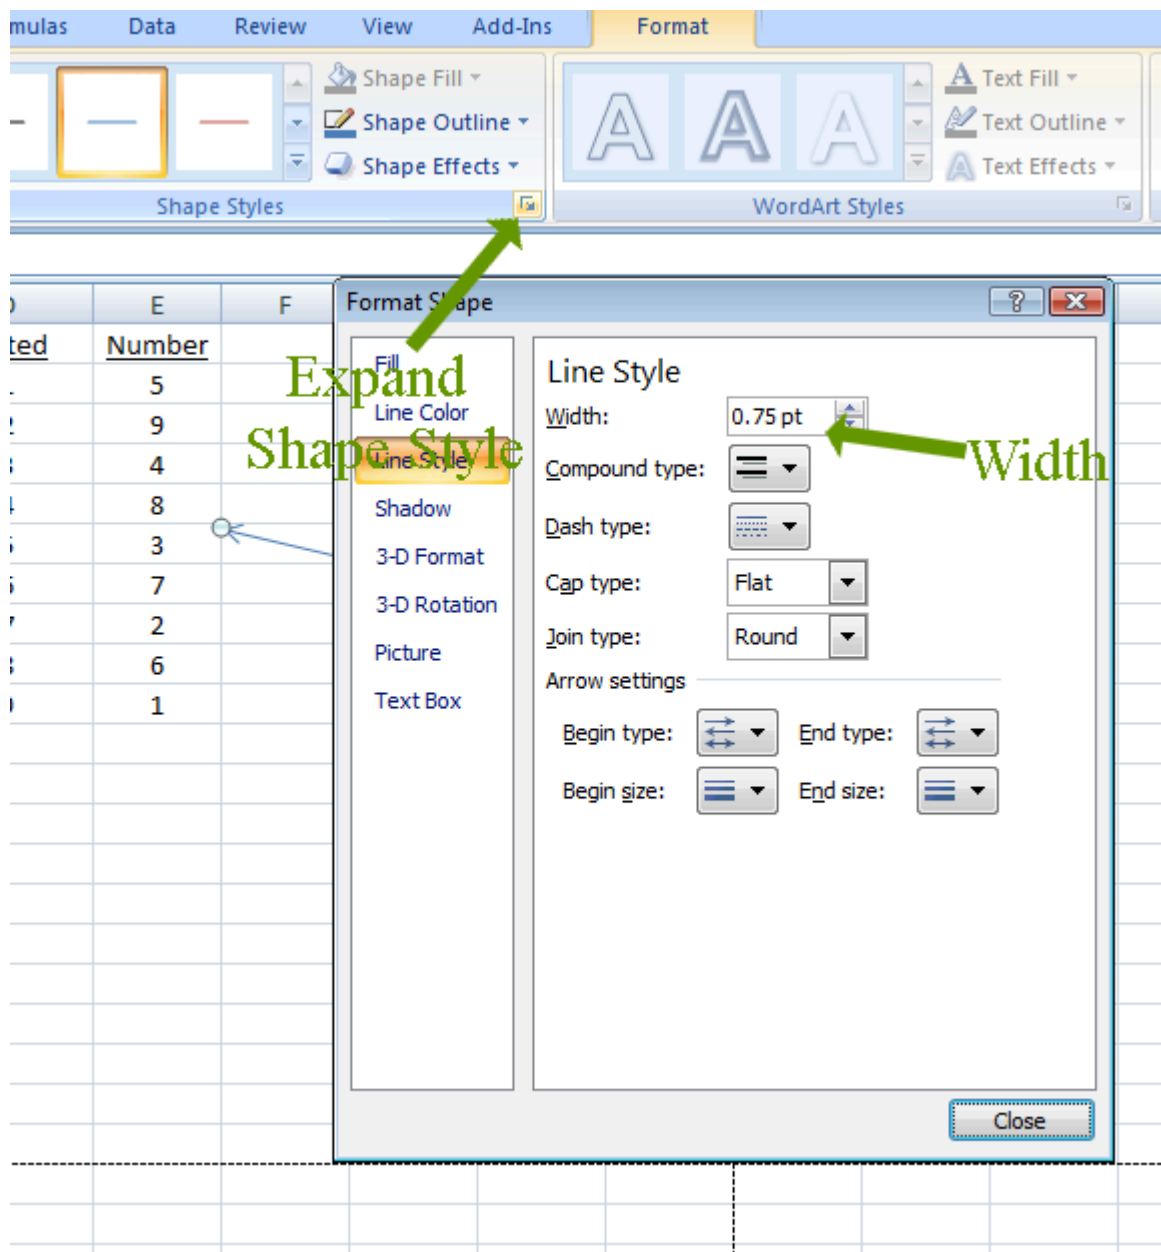 mulas Data Review View Add-Ins Format
Shape Fill Text Fill
Shape Outline Text Outline
Shape Effects Text Effects
Shape Styles WordArt Styles
E F
ted Number
5
9
4
8
3
7
2
6
1
Format Shape
Expand
Shape Style
Fill
Line Color
Line Style
Shadow
3-D Format
3-D Rotation
Picture
Text Box
Line Style
Width: 0.75 pt
Width
Compound type:
Dash type:
Cap type: Flat
Join type: Round
Arrow settings
Begin type: End type:
Begin size: End size:
Close